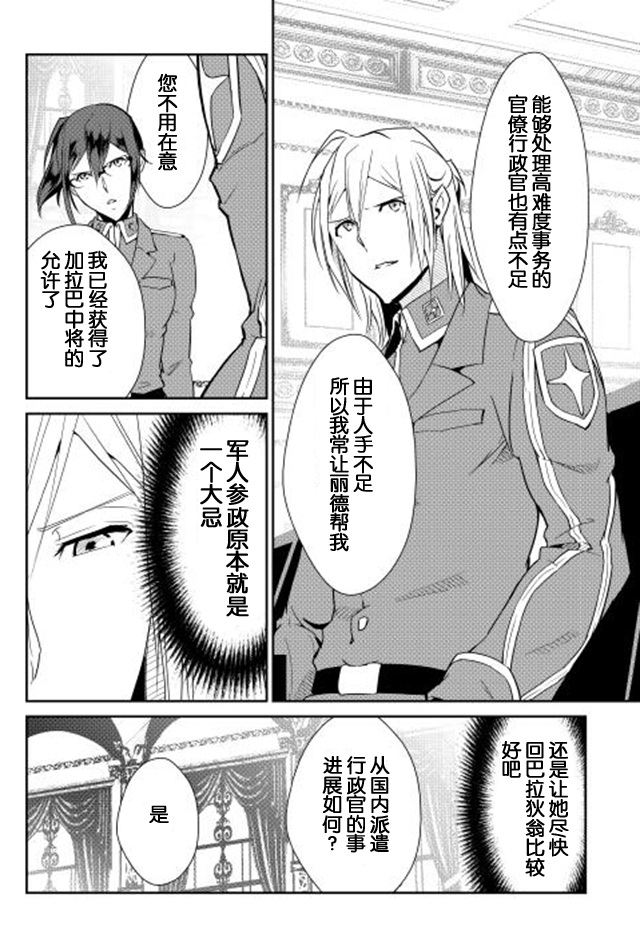 能够处理高难度事务的
官僚行政官也有点不足
由于人手不足
所以我常让丽德帮我
您不用在意
我已经获得了
加拉巴中将的
允许了
军人参政原本就是
一个大忌
还是让她尽快
回巴拉狄翁比较
好吧
从国内派遣
行政官的事
进展如何？
是